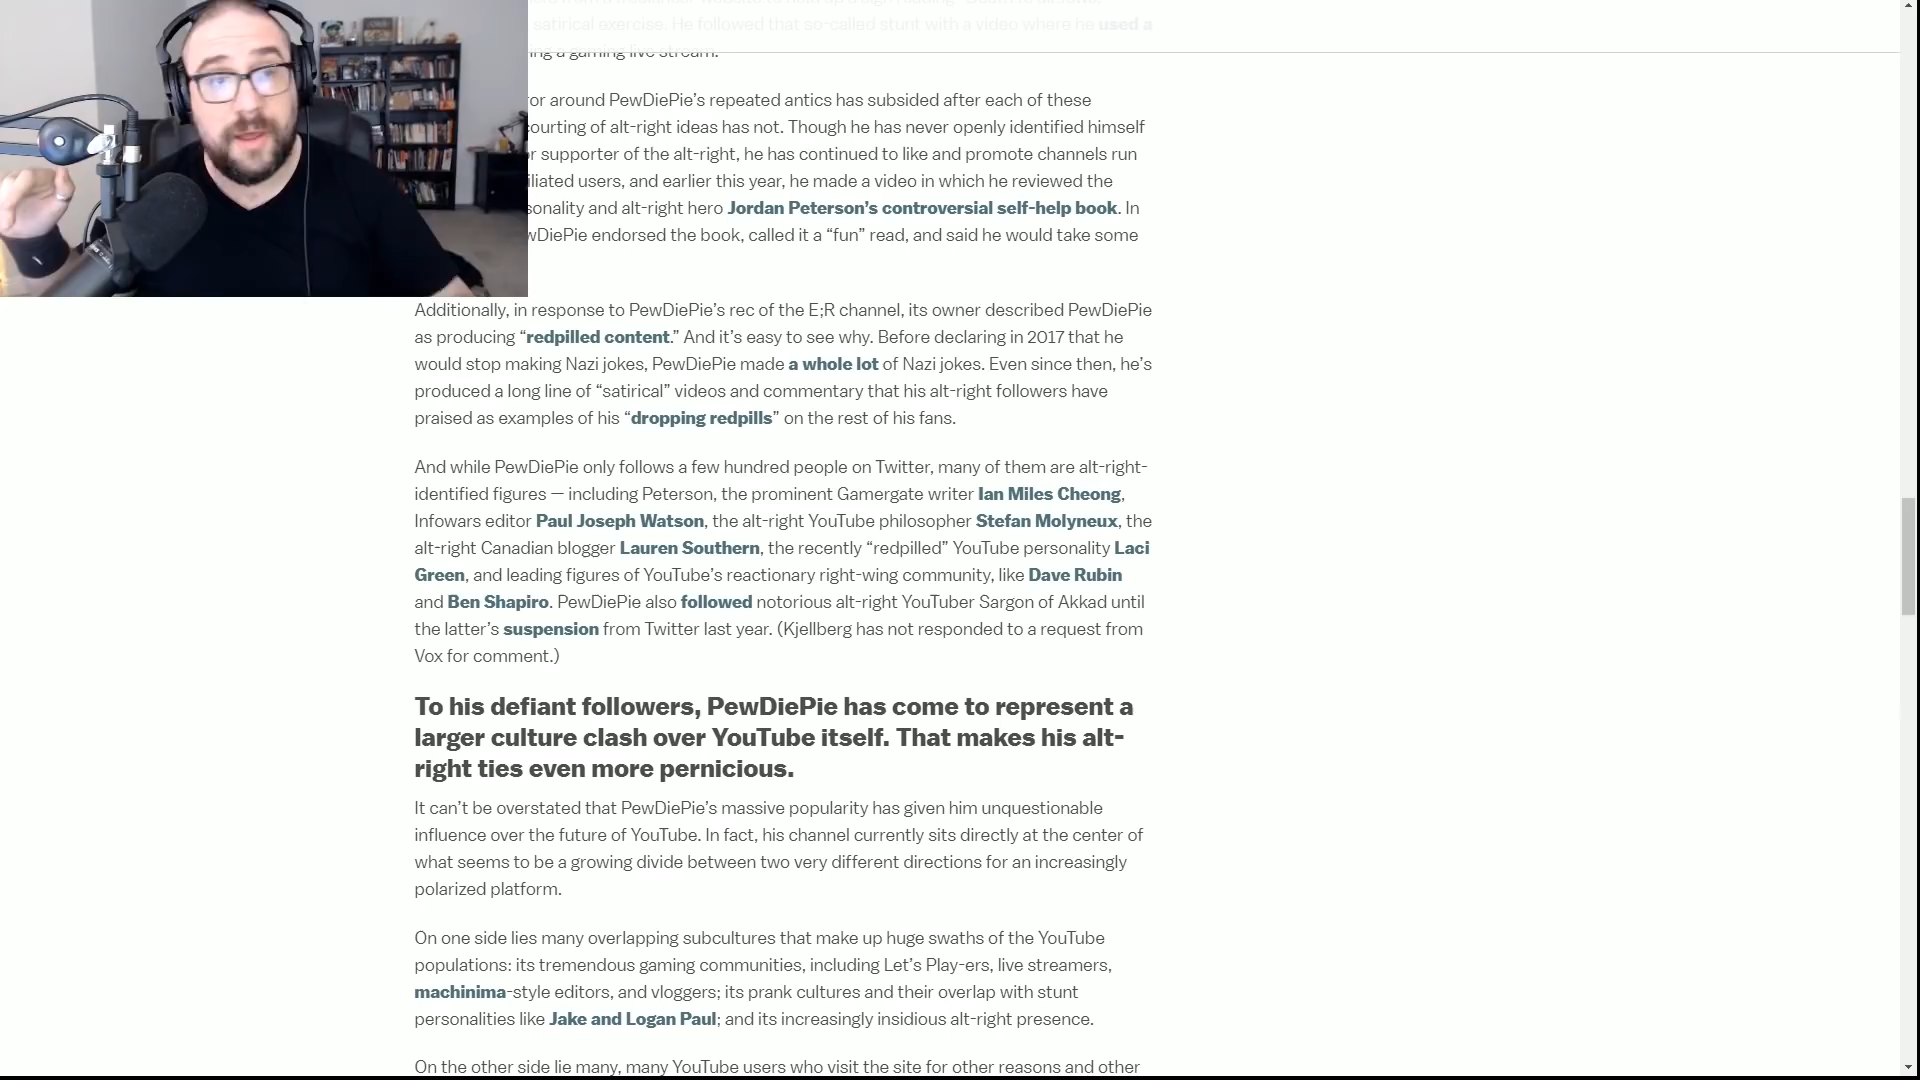 satirical exercise. He followed that so-called stunt with a video where he used a
ing a gaming live stream.
or around PewDiePie's repeated antics has subsided after each of these
courting of alt-right ideas has not. Though he has never openly identified himself
r supporter of the alt-right, he has continued to like and promote channels run
iliated users, and earlier this year, he made a video in which he reviewed the
sonality and alt-right hero Jordan Peterson's controversial self-help book. In
wDiePie endorsed the book, called it a “fun” read, and said he would take some
Additionally, in response to PewDiePie's rec of the E;R channel, its owner described PewDiePie
as producing “redpilled content.” And it's easy to see why. Before declaring in 2017 that he
would stop making Nazi jokes, PewDiePie made a whole lot of Nazi jokes. Even since then, he's
produced a long line of “satirical” videos and commentary that his alt-right followers have
praised as examples of his “dropping redpills” on the rest of his fans.
And while PewDiePie only follows a few hundred people on Twitter, many of them are alt-right-
identified figures — including Peterson, the prominent Gamergate writer Ian Miles Cheong,
Infowars editor Paul Joseph Watson, the alt-right YouTube philosopher Stefan Molyneux, the
alt-right Canadian blogger Lauren Southern, the recently “redpilled” YouTube personality Laci
Green, and leading figures of YouTube's reactionary right-wing community, like Dave Rubin
and Ben Shapiro. PewDiePie also followed notorious alt-right YouTuber Sargon of Akkad until
the latter's suspension from Twitter last year. (Kjellberg has not responded to a request from
Vox for comment.)
To his defiant followers, PewDiePie has come to represent a
larger culture clash over YouTube itself. That makes his alt-
right ties even more pernicious.
It can't be overstated that PewDiePie's massive popularity has given him unquestionable
influence over the future of YouTube. In fact, his channel currently sits directly at the center of
what seems to be a growing divide between two very different directions for an increasingly
polarized platform.
On one side lies many overlapping subcultures that make up huge swaths of the YouTube
populations: its tremendous gaming communities, including Let's Play-ers, live streamers,
machinima-style editors, and vloggers; its prank cultures and their overlap with stunt
personalities like Jake and Logan Paul; and its increasingly insidious alt-right presence.
On the other side lie many, many YouTube users who visit the site for other reasons and other